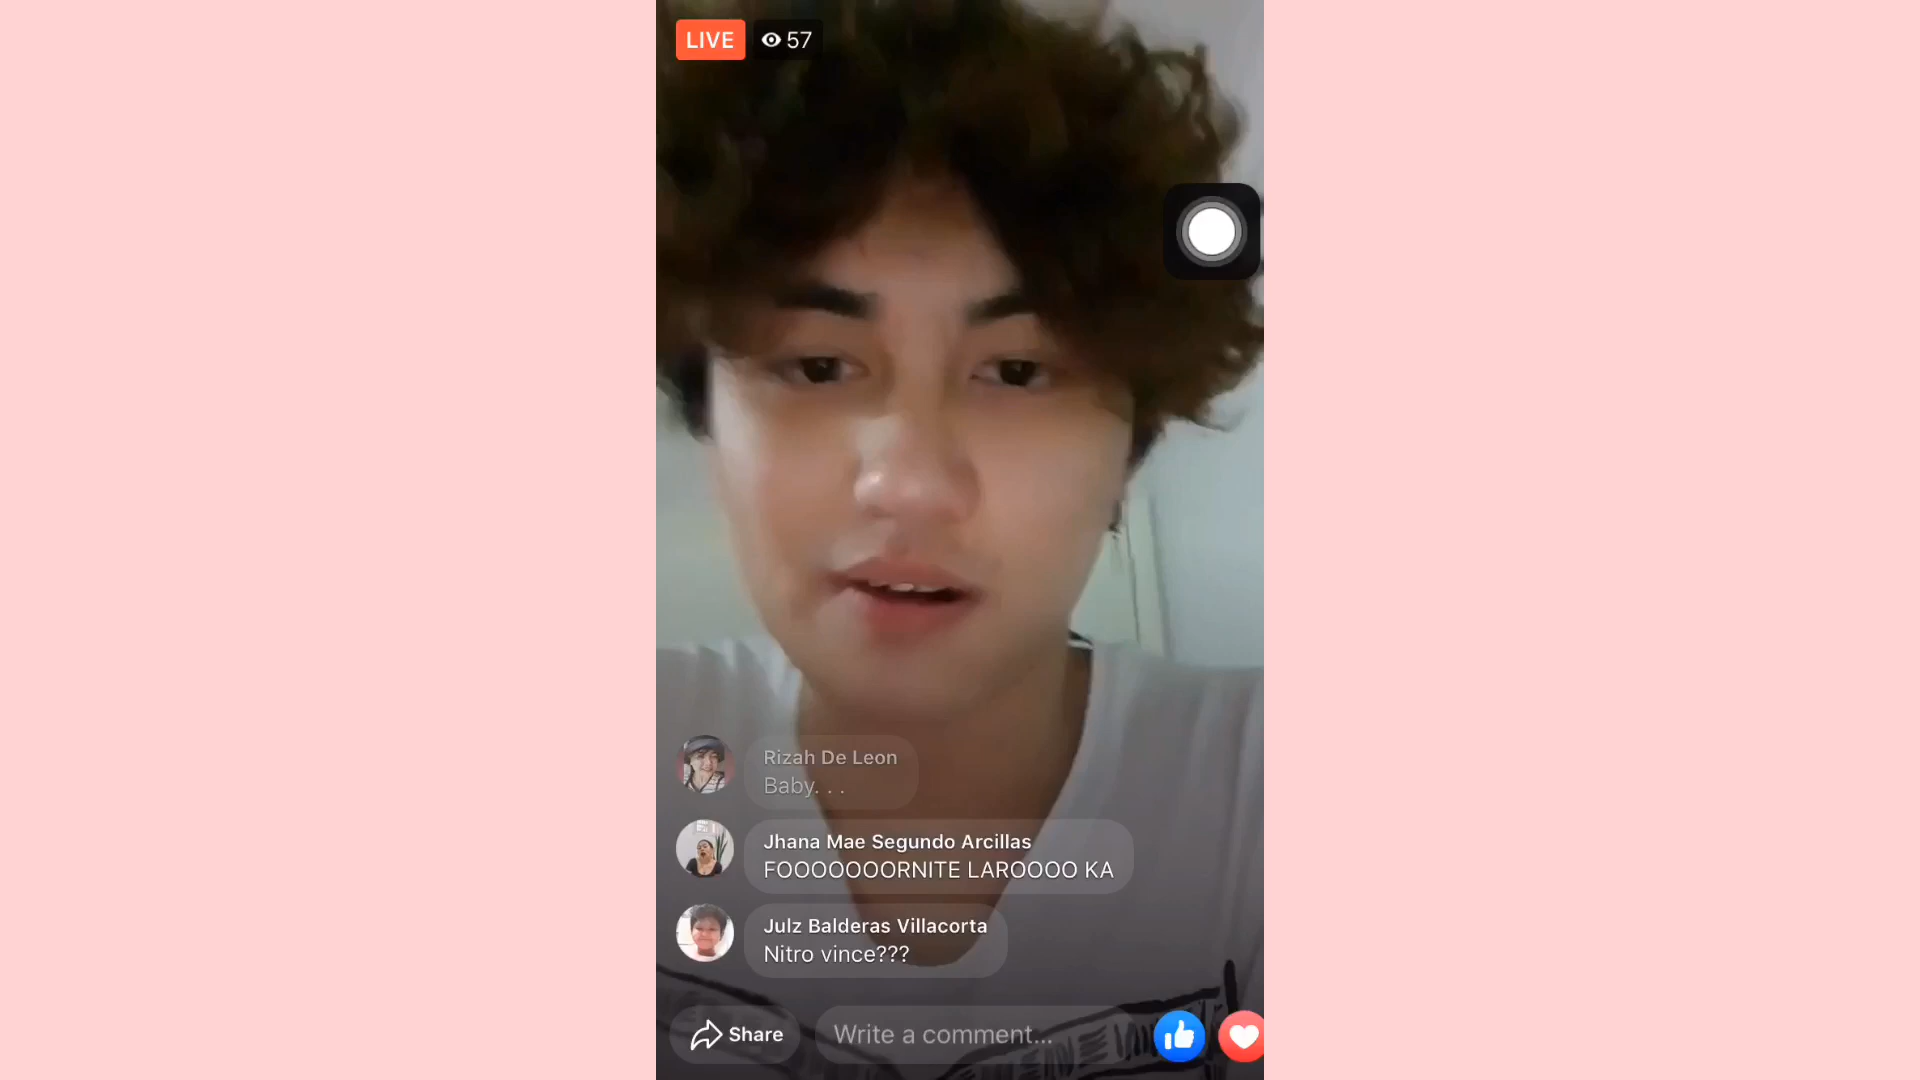 LIVE 57
Rizah De Leon
Baby. . .
Jhana Mae Segundo Arcillas
FOOOOOOORNITE LAROOOO KA
Julz Balderas Villacorta
Nitro vince???
Share Write a comment...